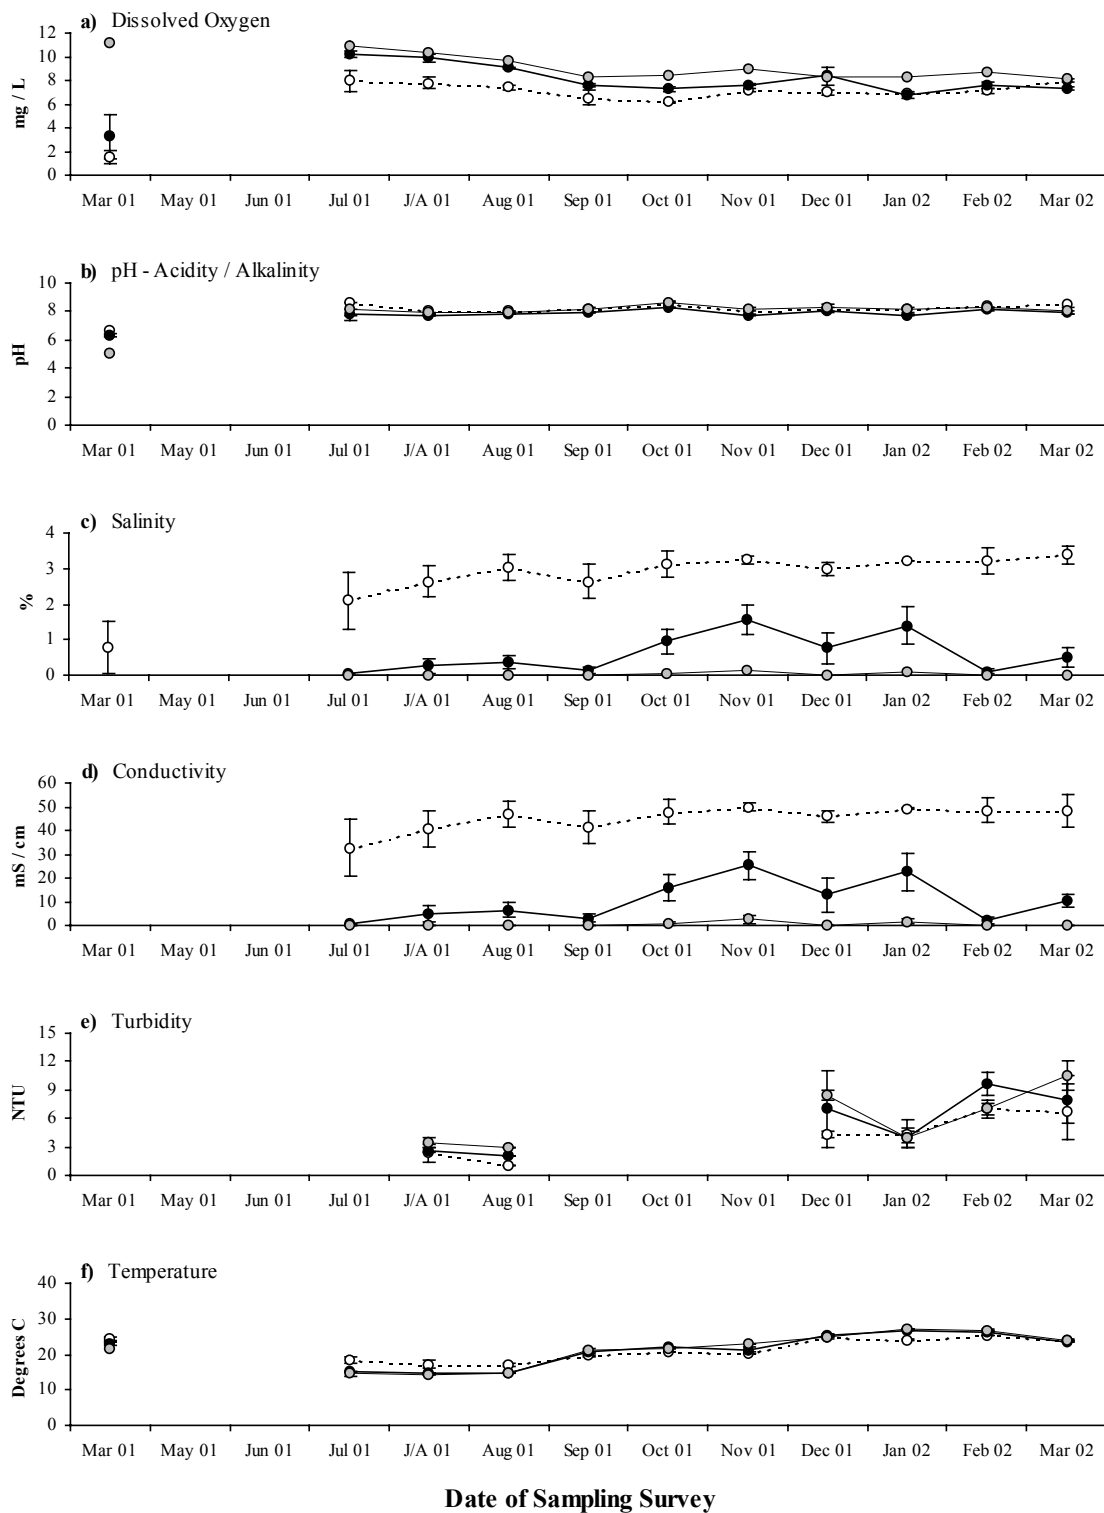 a) Dissolved Oxygen
12
10
8
6
4
2
0
mg / L
Mar 01 May 01 Jun 01 Jul 01 J/A 01 Aug 01 Sep 01 Oct 01 Nov 01 Dec 01 Jan 02 Feb 02 Mar 02
b) pH - Acidity / Alkalinity
10
8
6
4
2
0
pH
Mar 01 May 01 Jun 01 Jul 01 J/A 01 Aug 01 Sep 01 Oct 01 Nov 01 Dec 01 Jan 02 Feb 02 Mar 02
c) Salinity
4
3
2
1
0
%
Mar 01 May 01 Jun 01 Jul 01 J/A 01 Aug 01 Sep 01 Oct 01 Nov 01 Dec 01 Jan 02 Feb 02 Mar 02
d) Conductivity
60
50
40
30
20
10
0
mS / cm
Mar 01 May 01 Jun 01 Jul 01 J/A 01 Aug 01 Sep 01 Oct 01 Nov 01 Dec 01 Jan 02 Feb 02 Mar 02
e) Turbidity
15
12
9
6
3
0
NTU
Mar 01 May 01 Jun 01 Jul 01 J/A 01 Aug 01 Sep 01 Oct 01 Nov 01 Dec 01 Jan 02 Feb 02 Mar 02
f) Temperature
40
30
20
10
0
Degrees C
Mar 01 May 01 Jun 01 Jul 01 J/A 01 Aug 01 Sep 01 Oct 01 Nov 01 Dec 01 Jan 02 Feb 02 Mar 02
Date of Sampling Survey